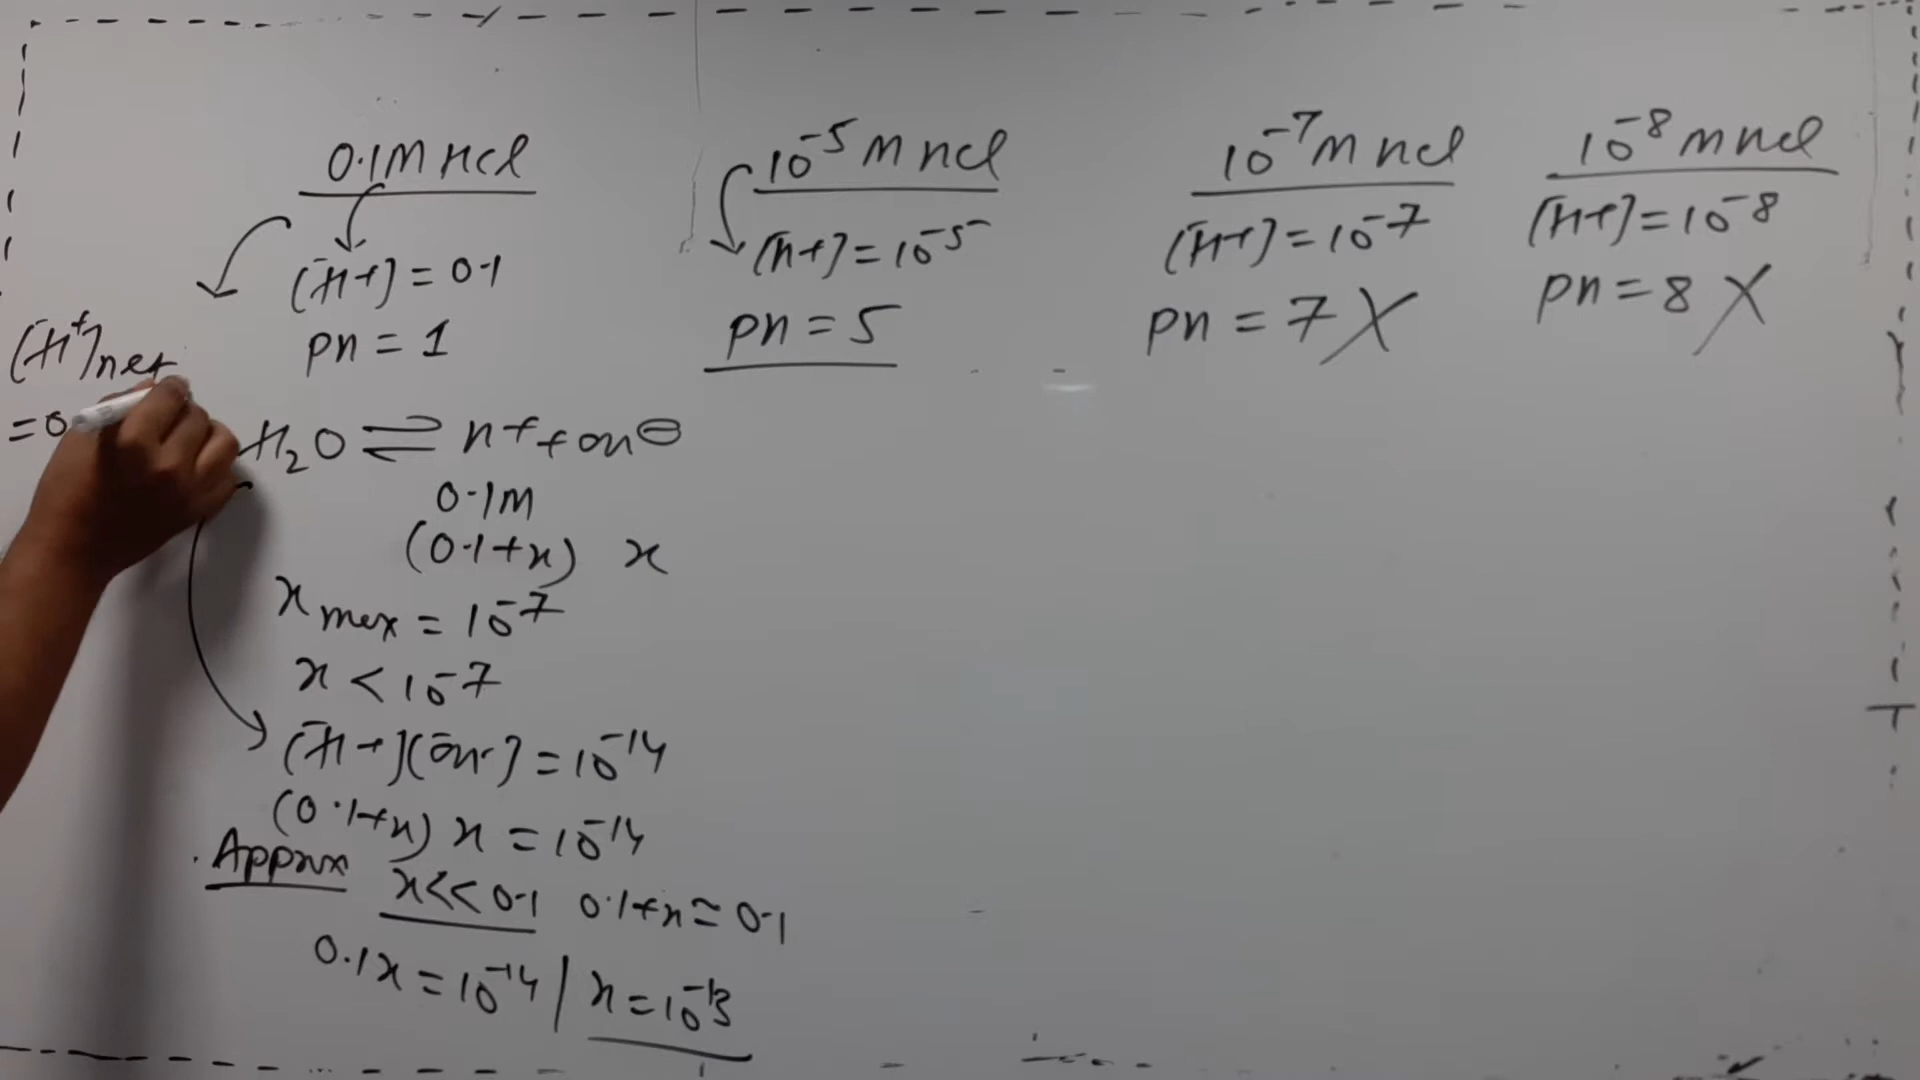 0.1M HCl
[H+] = 0.1
pH = 1
[H+]net
= 0
H2O ⇌ H+ + OH⊖
0.1M
(0.1+x) x
x max = 10-7
x < 10-7
[H+][OH-] = 10-14
(0.1+x) x = 10-14
Approx x<<0.1 0.1+x ≃ 0.1
0.1x = 10-14 | x = 10-13
10-5 M HCl
[H+] = 10-5
pH = 5
10-7 M HCl
[H+] = 10-7
pH = 7 X
10-8 M HCl
[H+] = 10-8
pH = 8 X